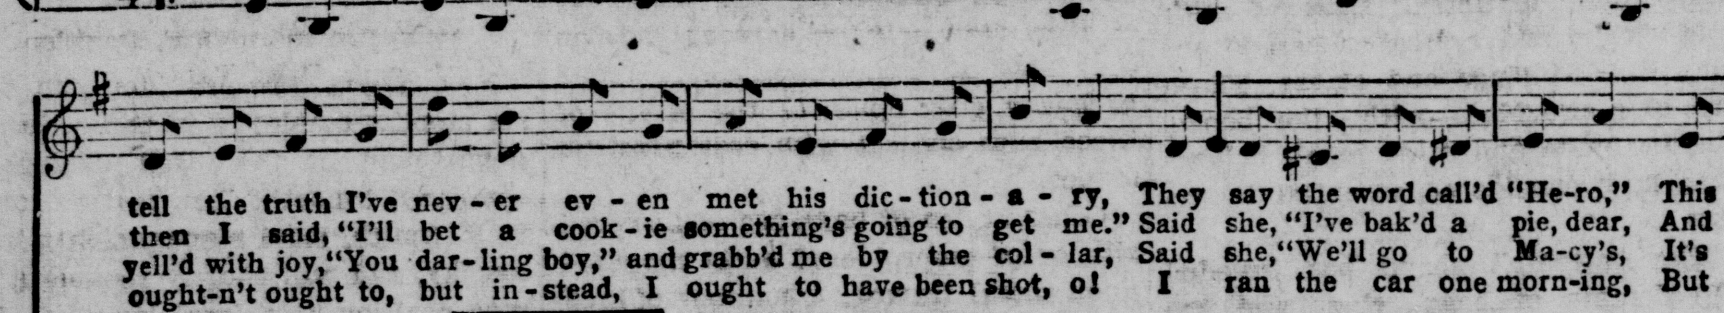 tell the truth I've nev - er ev - en met his dic - tion - a - ry, They say the word call'd "He-ro," This
then I said, "I'll bet a cook - ie something's going to get me." Said she, "I've bak'd a pie, dear, And
yell'd with joy, "You dar - ling boy," and grabb'd me by the col - lar, Said she, "We'll go to Ma-cy's, It's
ought-n't ought to, but in - stead, I ought to have been shot, o! I ran the car one morn-ing, But